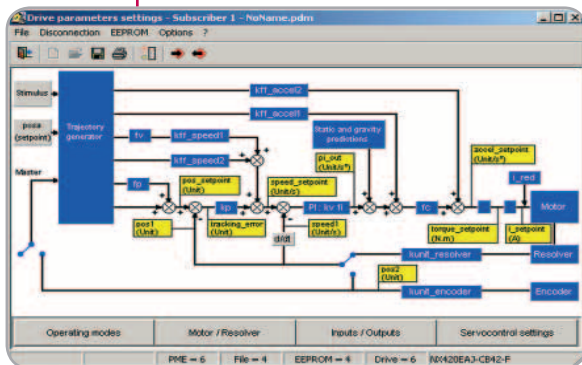 Drive parameters settings - Subscriber 1 - NoName.pdm
File Disconnection EEPROM Options ?
Stimulus
posa
(setpoint)
Master
Trajectory
generator
kff_accel2
kff_accel1
fv
kff_speed1
kff_speed2
fp
Static and gravity
predictions
pos_setpoint
(Unit)
speed_setpoint
(Unit/s)
pi_out
(Unit/s²)
accel_setpoint
(Unit/s²)
i_red
kp
PI : kv fi
fc
Motor
pos1
(Unit)
tracking_error
(Unit)
d/dt
speed1
(Unit/s)
torque_setpoint
(N.m)
i_setpoint
(A)
kunit_resolver
Resolver
pos2
(Unit)
kunit_encoder
Encoder
Operating modes
Motor / Resolver
Inputs / Outputs
Servocontrol settings
PME = 6 File = 4 EEPROM = 4 Drive = 6 NX420EAJ-CB42-F